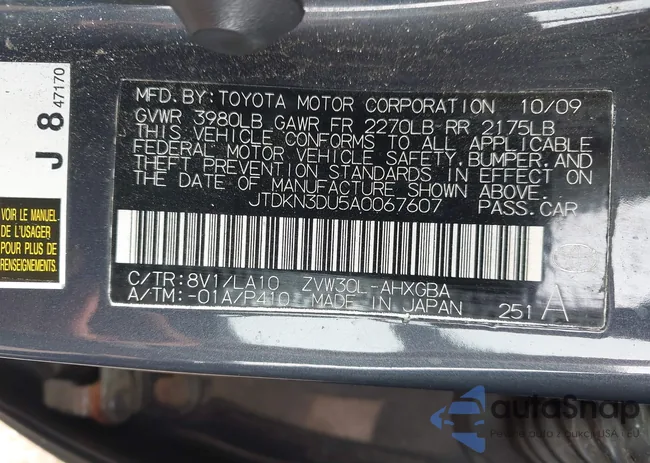 MFD. BY: TOYOTA MOTOR CORPORATION 10/09
GVWR 3980LB GAWR FR 2270LB RR 2175LB
THIS VEHICLE CONFORMS TO ALL APPLICABLE
FEDERAL MOTOR VEHICLE SAFETY, BUMPER, AND
THEFT PREVENTION STANDARDS IN EFFECT ON
THE DATE OF MANUFACTURE SHOWN ABOVE.
JTDKN3DU5A0067607 PASS. CAR
C/TR: 8V1/LA10 ZVW30L-AHXGBA
A/TM: -01A/P410 MADE IN JAPAN 251 A
J 8 47170
VOIR LE MANUEL
DE L'USAGER
POUR PLUS DE
RENSEIGNEMENTS.
autoSnap